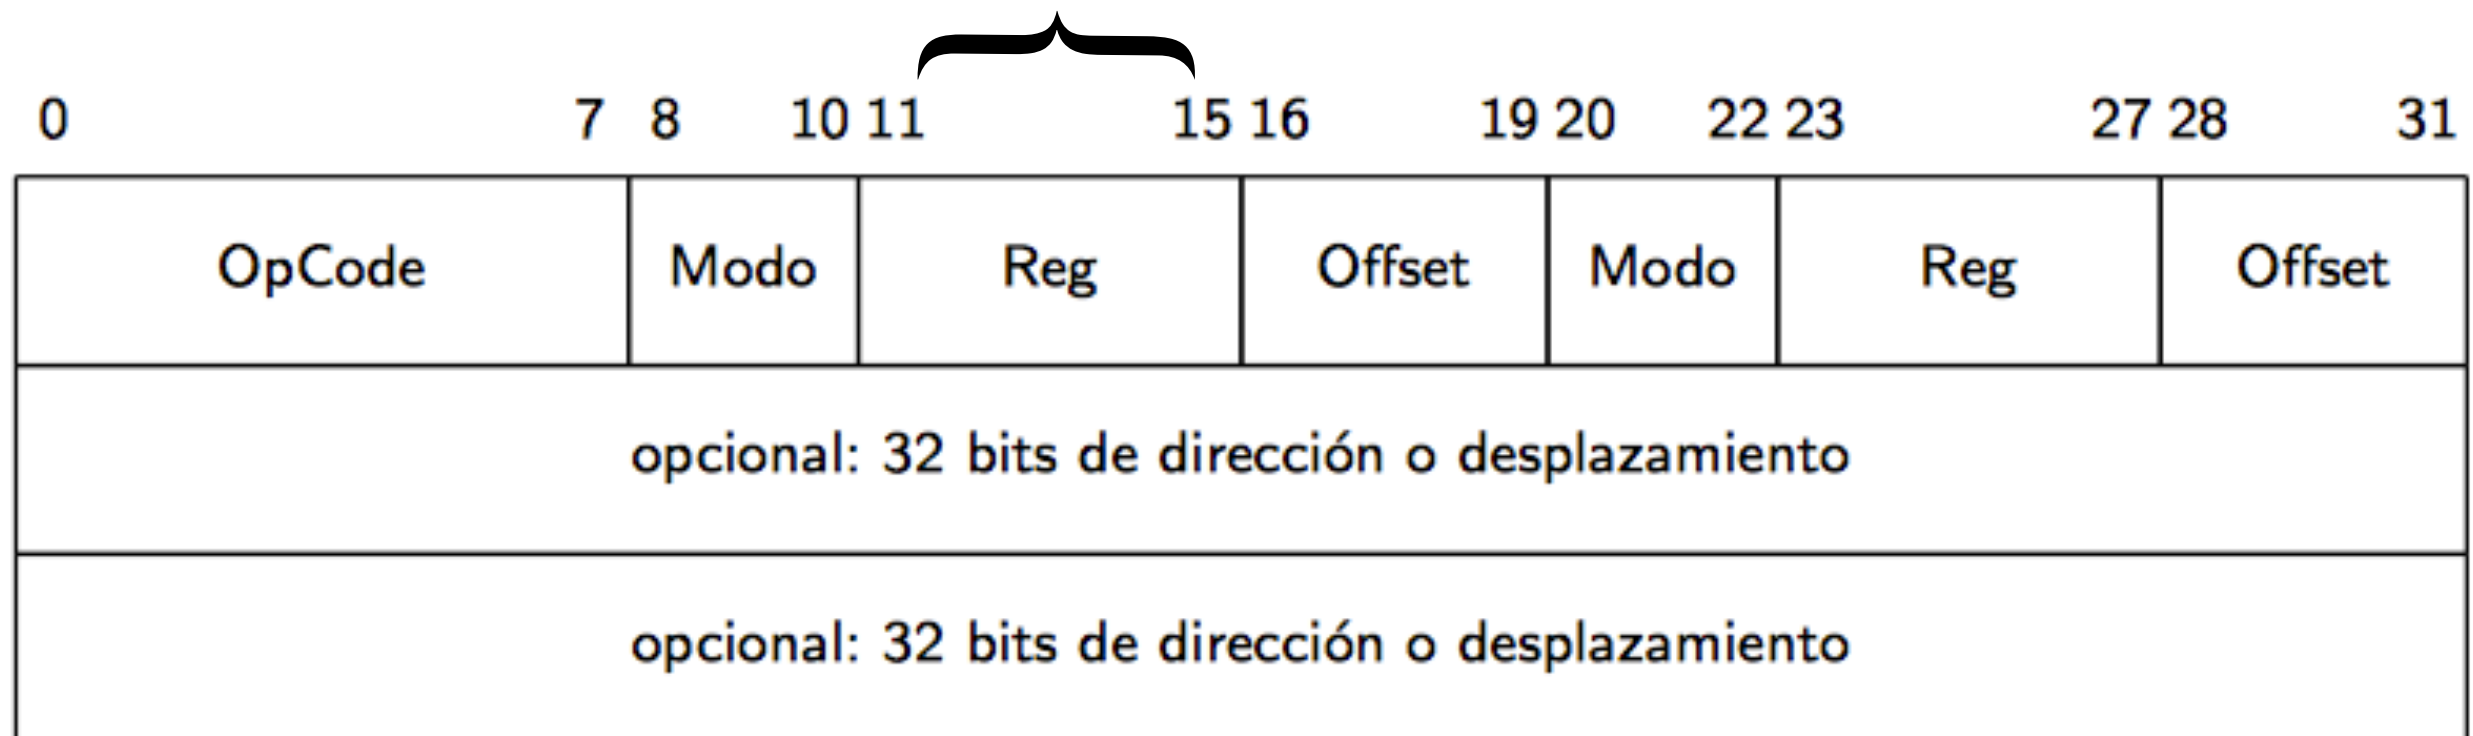 0 7 8 10 11 15 16 19 20 22 23 27 28 31
OpCode Modo Reg Offset Modo Reg Offset
opcional: 32 bits de dirección o desplazamiento
opcional: 32 bits de dirección o desplazamiento